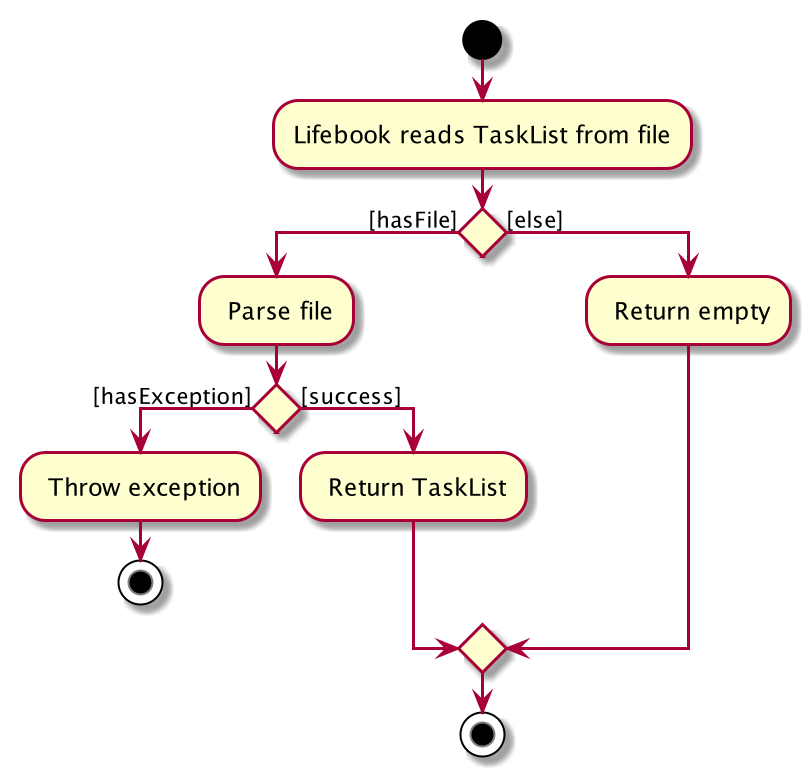 Lifebook reads TaskList from file
[hasFile]
[else]
Parse file
Return empty
[hasException]
[success]
Throw exception
Return TaskList